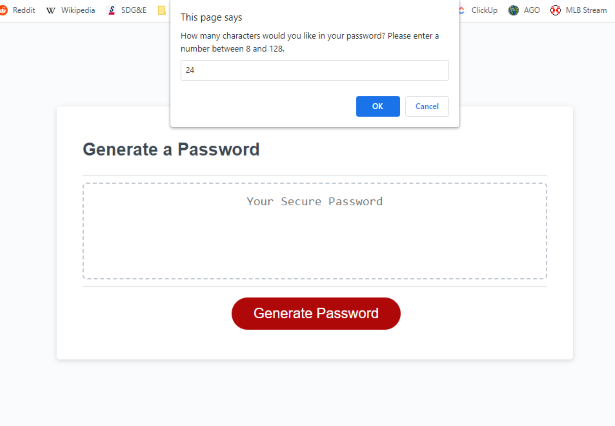 Reddit Wikipedia SDG&E ClickUp AGO MLB Stream
This page says
How many characters would you like in your password? Please enter a
number between 8 and 128.
24
OK Cancel
Generate a Password
Your Secure Password
Generate Password